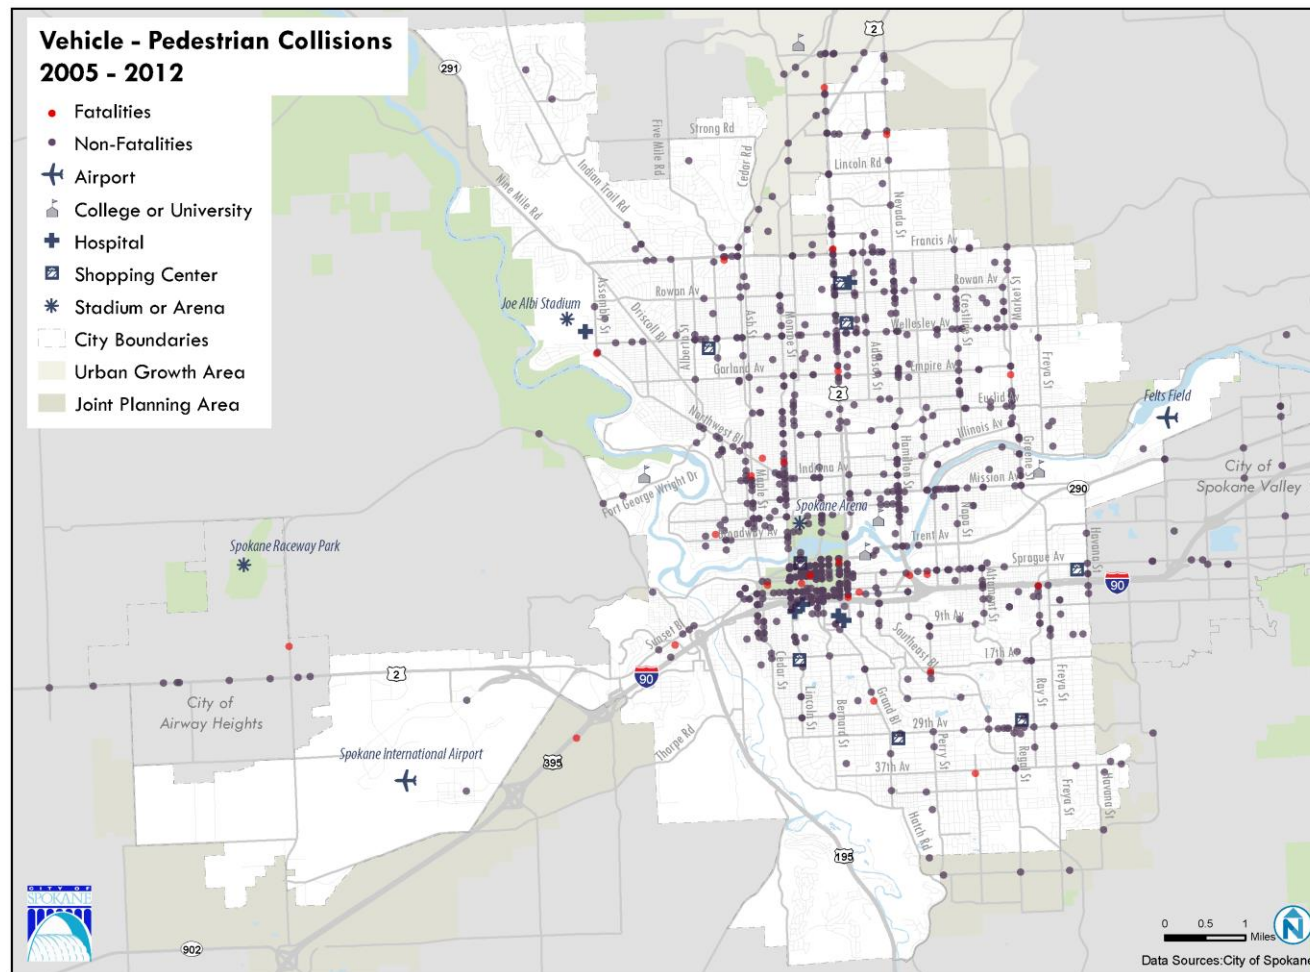 Vehicle - Pedestrian Collisions
2005 - 2012
Fatalities
Non-Fatalities
Airport
College or University
Hospital
Shopping Center
Stadium or Arena
City Boundaries
Urban Growth Area
Joint Planning Area
2
291
Strong Rd
Five Mile Rd
Cedar Rd
Indian Trail Rd
Nine Mile Rd
Lincoln Rd
Nevada St
Francis Av
Rowan Av
Rowan Av
Market St
Crestline St
Joe Albi Stadium
Assembly St
Driscoll Bl
Alberta St
Ash St
Monroe St
Wellesley Av
Addison St
Garland Av
Empire Av
Freya St
2
Euclid Av
Felts Field
Northwest Bl
Illinois Av
Hamilton St
Greene St
Indiana Av
Maple St
Mission Av
Fort George Wright Dr
290
City of
Spokane Valley
Spokane Arena
Napa St
Broadway Av
Trent Av
Havana St
Spokane Raceway Park
Sprague Av
Altamont St
90
9th Av
Sunset Bl
Southeast Bl
17th Av
Cedar St
90
2
Lincoln St
Bernard St
Grand Bl
Ray St
Freya St
City of
Airway Heights
29th Av
Perry St
Regal St
Thorpe Rd
Spokane International Airport
395
37th Av
Freya St
Havana St
Hatch Rd
195
CITY OF
SPOKANE
902
0 0.5 1
Miles
N
Data Sources:City of Spokane